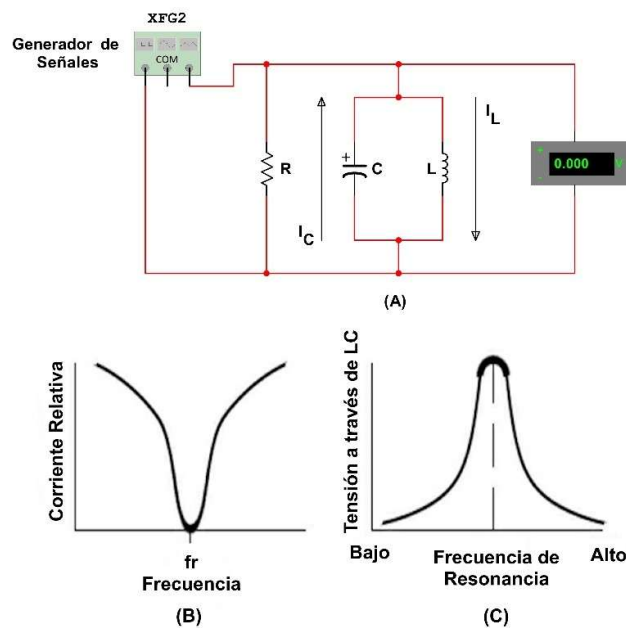 XFG2
Generador de
Señales
COM
R
I_C
C
L
I_L
+
0.000
V
-
(A)
Corriente Relativa
fr
Frecuencia
(B)
Tensión a través de LC
Bajo
Frecuencia de
Resonancia
Alto
(C)